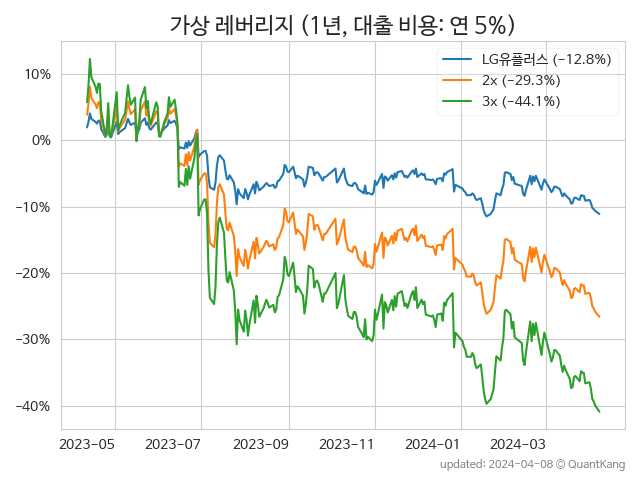 가상 레버리지 (1년, 대출 비용: 연 5%)
LG유플러스 (−12.8%)
2x (−29.3%)
3x (−44.1%)
10%
0%
−10%
−20%
−30%
−40%
2023-05 2023-07 2023-09 2023-11 2024-01 2024-03
updated: 2024-04-08 © QuantKang